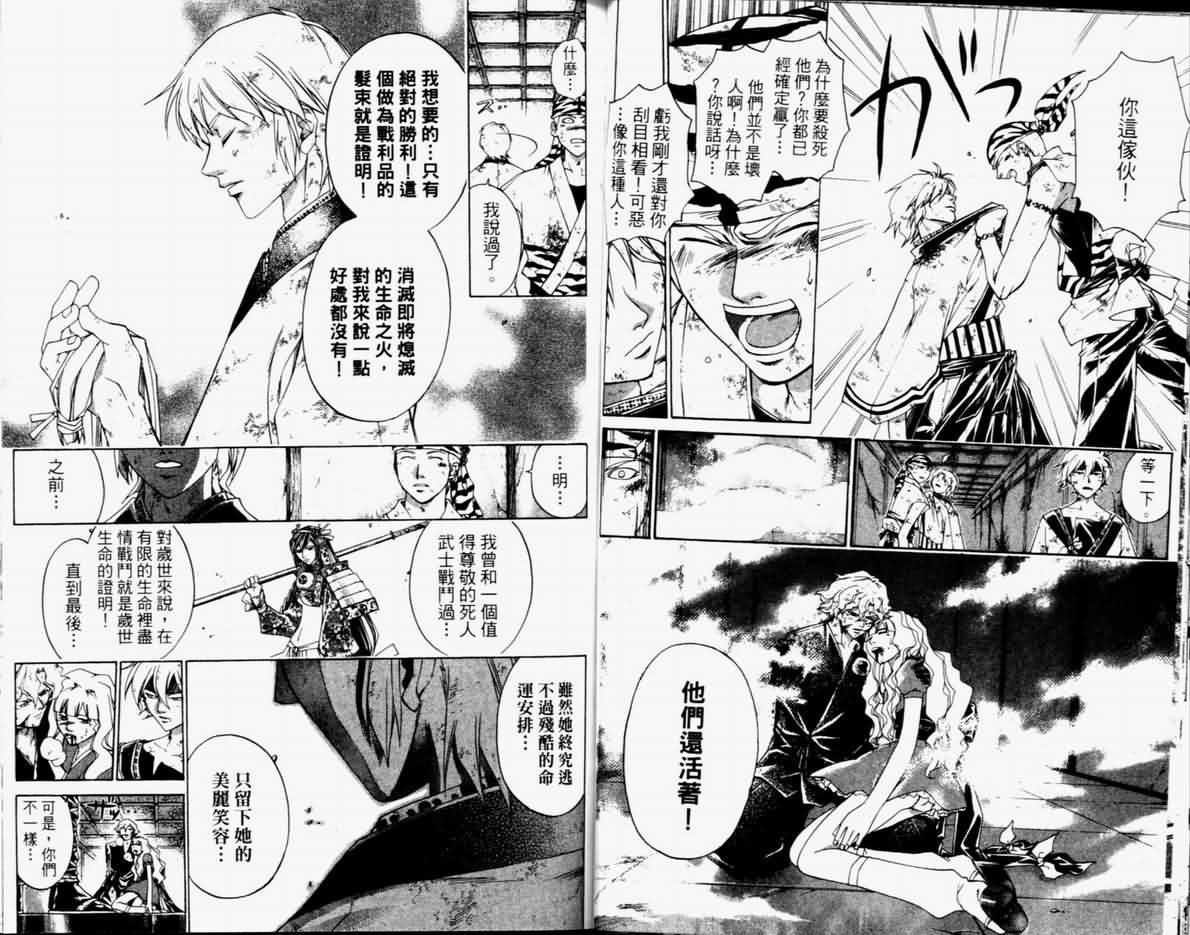 你這傢伙！
ガッ
為什麼要殺死
他們？你都已
經確定贏了…
他們並不是壞
人啊！為什麼
？你說話呀…
虧我剛才還對你
刮目相看！可惡
…像你這種人…
等一下。
他們還活著！
什麼…
ズ…
我說過了。
我想要的…只有
絕對的勝利！這
個做為戰利品的
髮束就是證明！
消滅即將熄滅
的生命之火，
對我來說一點
好處都沒有！
…明…
之前…
我曾和一個值
得尊敬的死人
武士戰鬥過…
對歲世來說，在
有限的生命裡盡
情戰鬥就是歲世
生命的證明！
直到最後…
雖然她終究逃
不過殘酷的命
運安排…
只留下她的
美麗笑容…
可是，你們
不一樣…